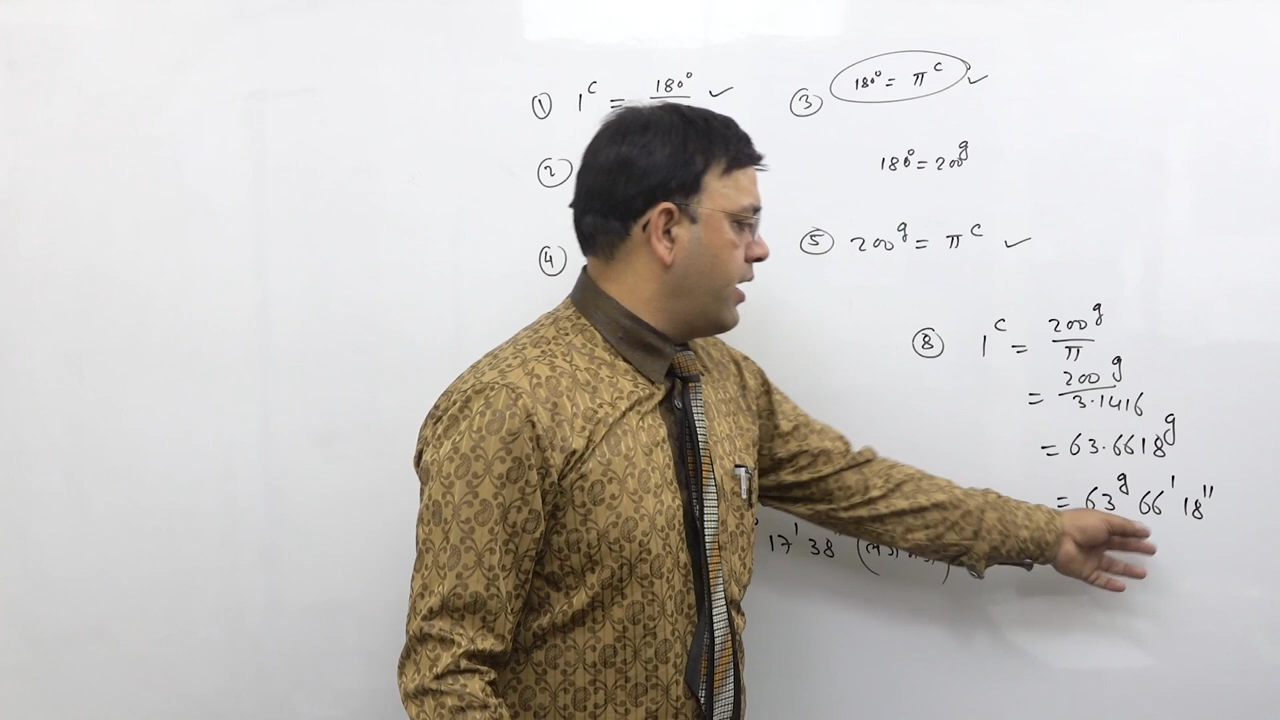 ① 1ᶜ = 180° ✓
②
④
③ 180° = πᶜ ✓
180° = 200ᵍ
⑤ 200ᵍ = πᶜ ✓
⑧ 1ᶜ = 200ᵍ/π
= 200ᵍ/3.1416
= 63.6618ᵍ
= 63ᵍ 66' 18"
17' 38"